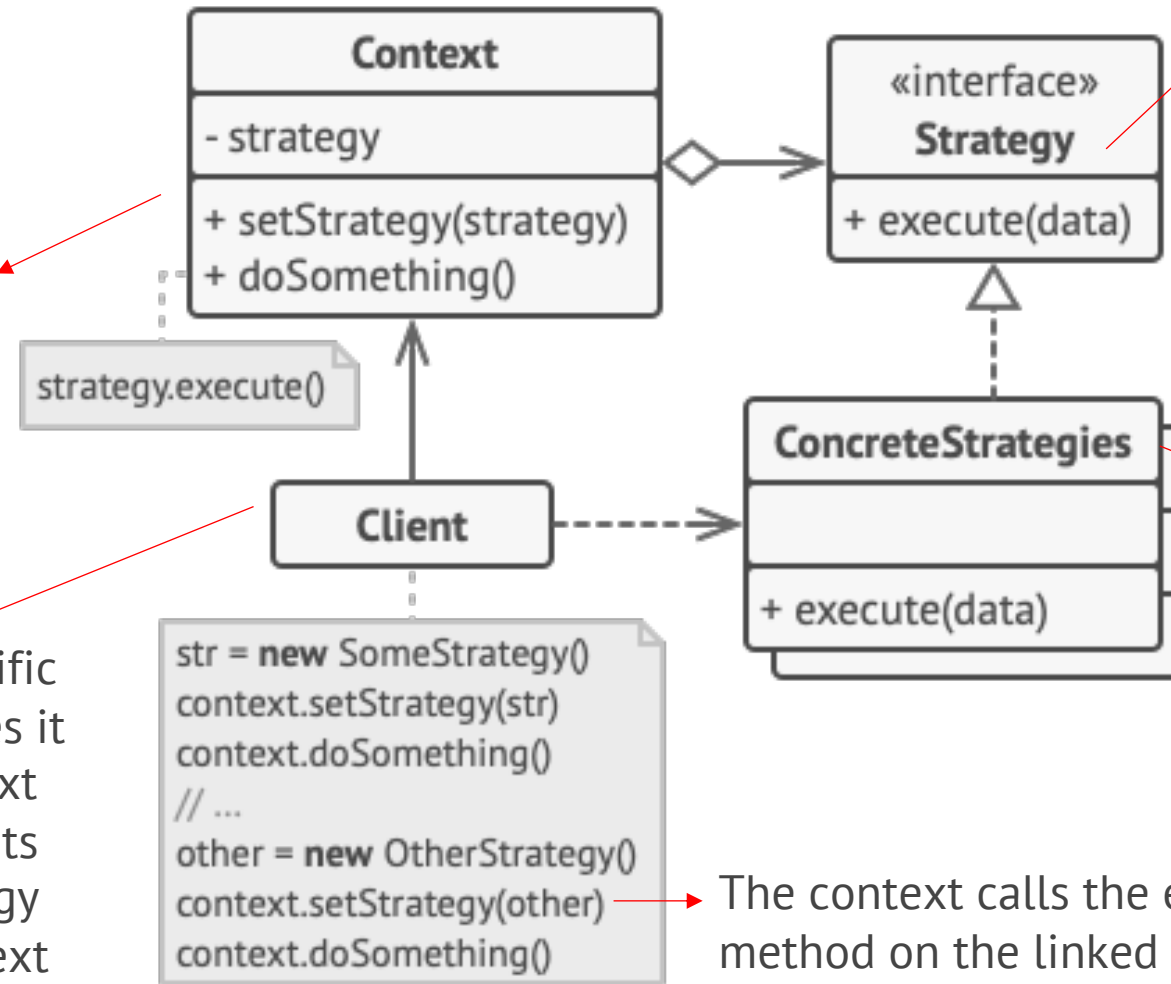 Context
- strategy
+ setStrategy(strategy)
+ doSomething()
«interface»
Strategy
+ execute(data)
strategy.execute()
Client
ConcreteStrategies
+ execute(data)
str = new SomeStrategy()
context.setStrategy(str)
context.doSomething()
// ...
other = new OtherStrategy()
context.setStrategy(other)
context.doSomething()
it
The context calls the
method on the linked